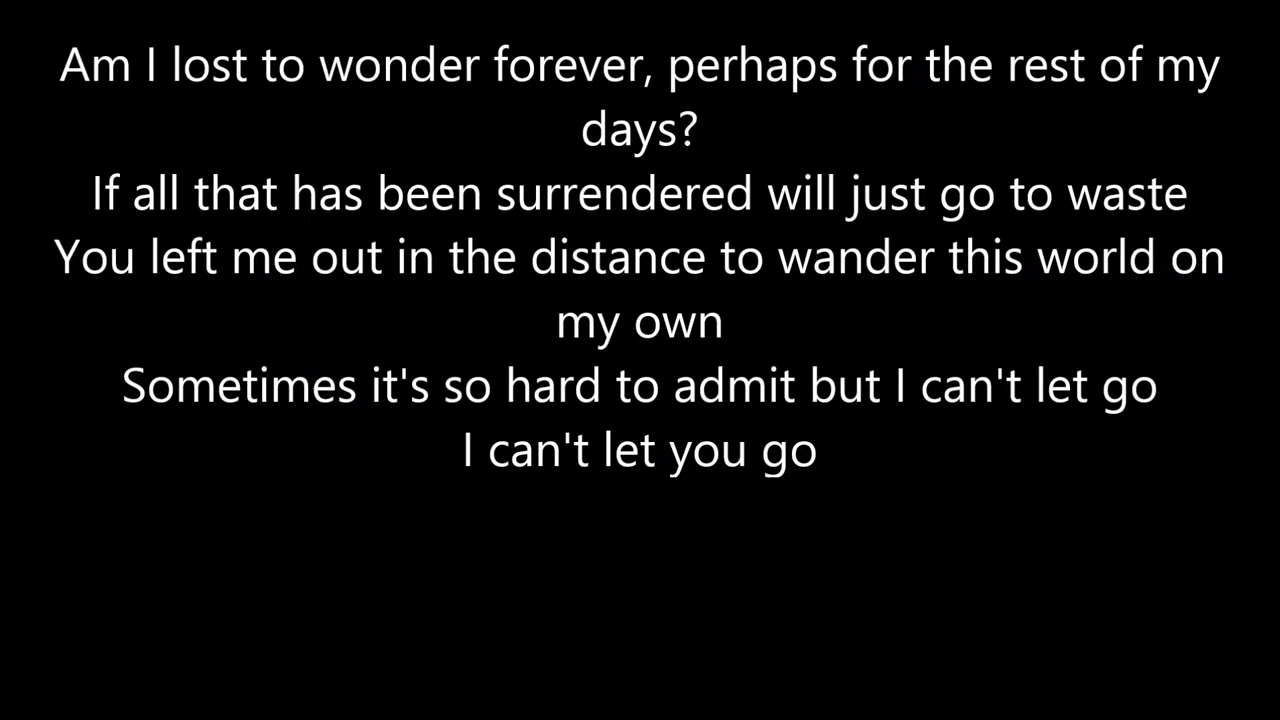 Am I lost to wonder forever, perhaps for the rest of my
days?
If all that has been surrendered will just go to waste
You left me out in the distance to wander this world on
my own
Sometimes it's so hard to admit but I can't let go
I can't let you go